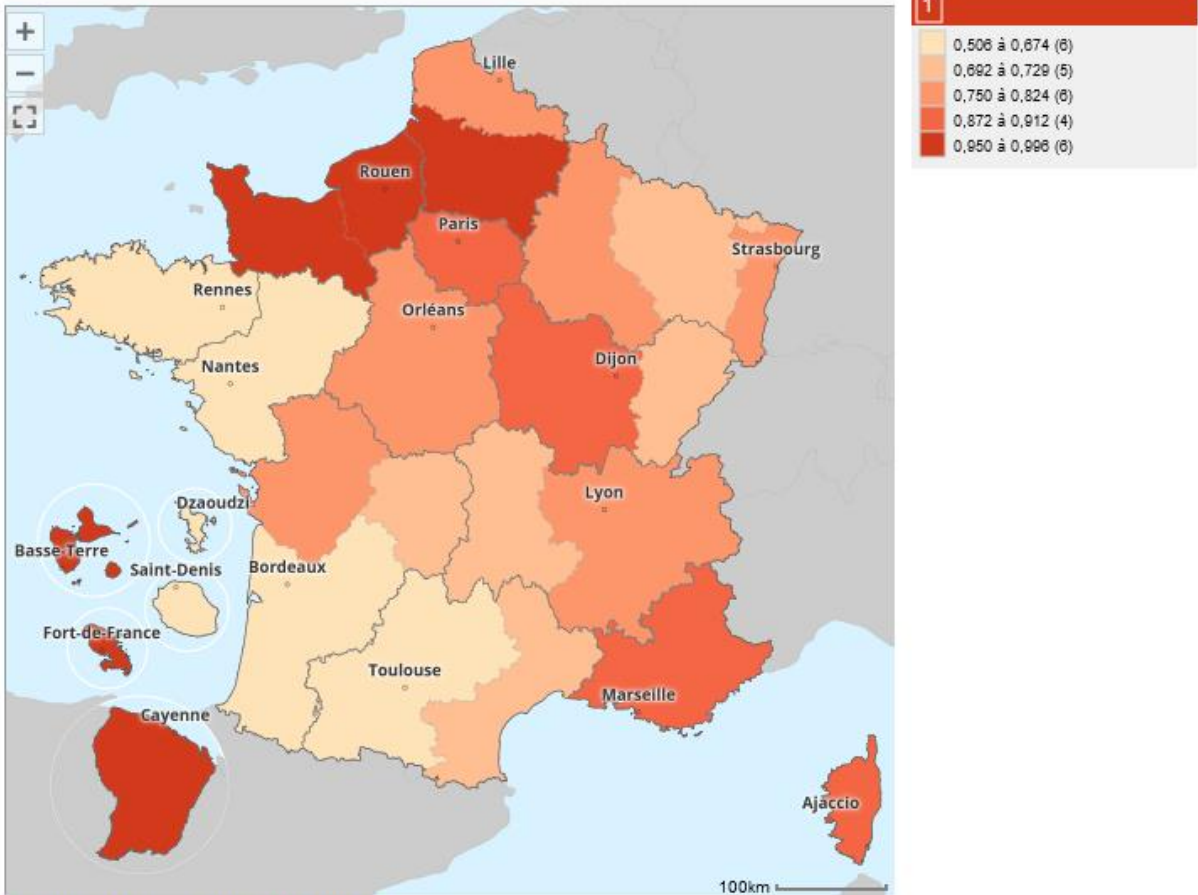 +
−
1
0,506 à 0,674 (6)
0,692 à 0,729 (5)
0,750 à 0,824 (6)
0,872 à 0,912 (4)
0,950 à 0,996 (6)
Lille
Rouen
Paris
Strasbourg
Rennes
Orléans
Nantes
Dijon
Lyon
Dzaoudzi
Basse-Terre
Saint-Denis
Bordeaux
Fort-de-France
Toulouse
Marseille
Cayenne
Ajaccio
100km